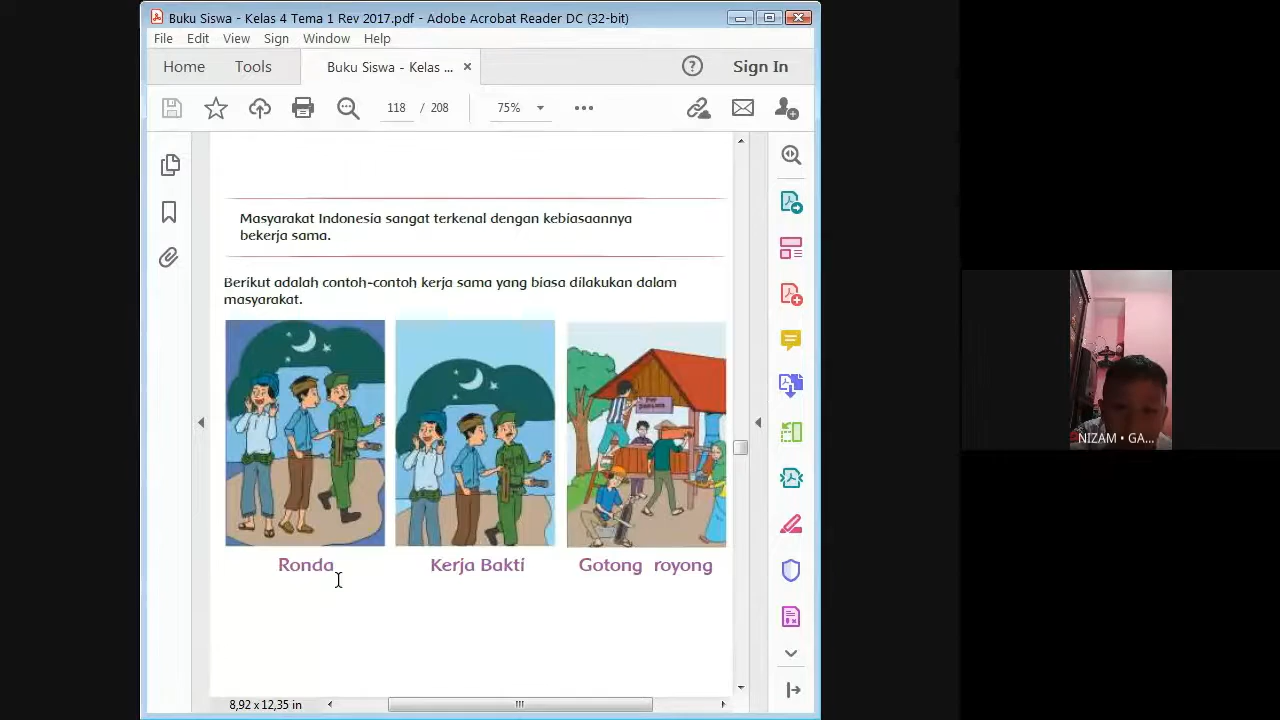 Buku Siswa - Kelas 4 Tema 1 Rev 2017.pdf - Adobe Acrobat Reader DC (32-bit)
File Edit View Sign Window Help
Home Tools Buku Siswa - Kelas ... × Sign In
118 / 208 75%
Masyarakat Indonesia sangat terkenal dengan kebiasaannya
bekerja sama.
Berikut adalah contoh-contoh kerja sama yang biasa dilakukan dalam
masyarakat.
Ronda Kerja Bakti Gotong royong
8,92 x 12,35 in
NIZAM • GA...